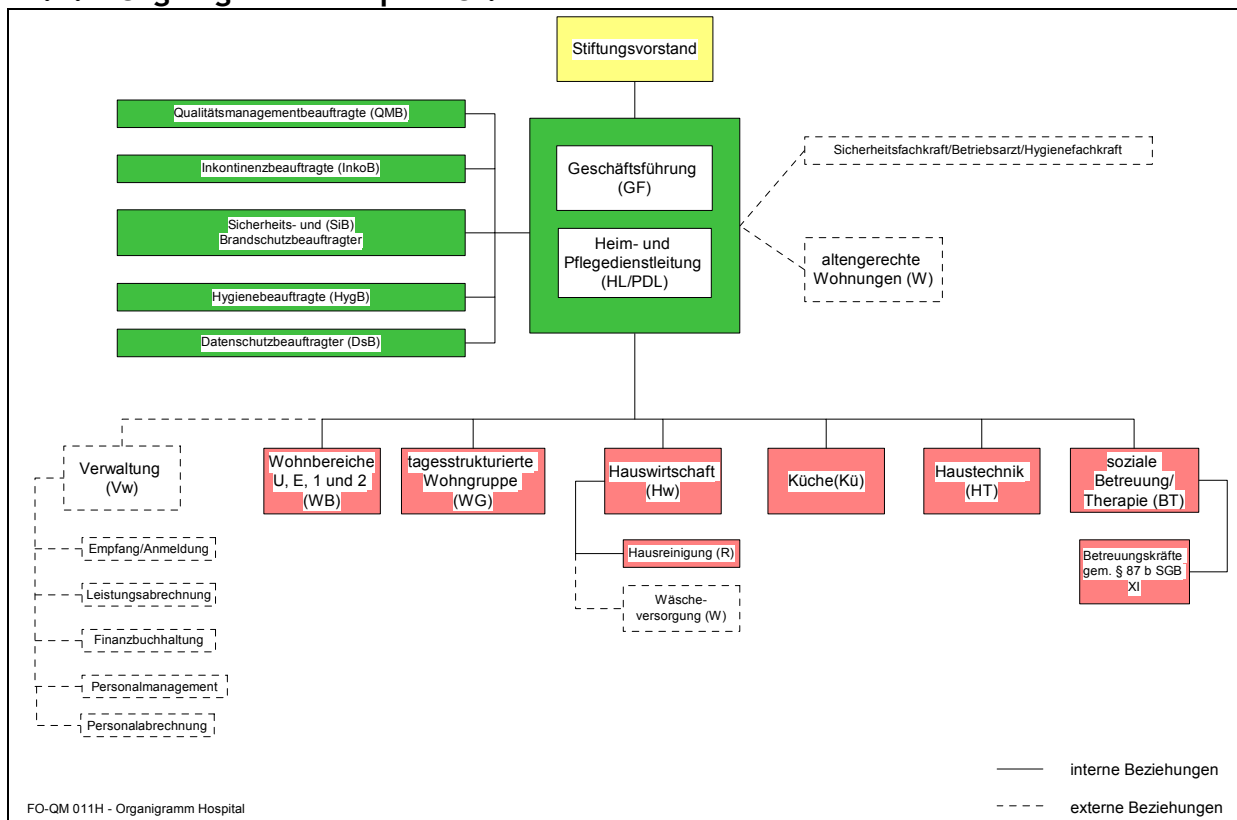 Stiftungsvorstand
Qualitätsmanagementbeauftragte (QMB)
Inkontinenzbeauftragte (InkoB)
Sicherheits- und (SiB)
Brandschutzbeauftragter
Hygienebeauftragte (HygB)
Datenschutzbeauftragter (DsB)
Geschäftsführung
(GF)
Heim- und
Pflegedienstleitung
(HL/PDL)
Sicherheitsfachkraft/Betriebsarzt/Hygienefachkraft
altengerechte
Wohnungen (W)
Verwaltung
(Vw)
Empfang/Anmeldung
Leistungsabrechnung
Finanzbuchhaltung
Personalmanagement
Personalabrechnung
Wohnbereiche
U, E, 1 und 2
(WB)
tagesstrukturierte
Wohngruppe
(WG)
Hauswirtschaft
(Hw)
Hausreinigung (R)
Wäsche-
versorgung (W)
Küche(Kü)
Haustechnik
(HT)
soziale
Betreuung/
Therapie (BT)
Betreuungskräfte
gem. § 87 b SGB
XI
interne Beziehungen
externe Beziehungen
FO-QM 011H - Organigramm Hospital